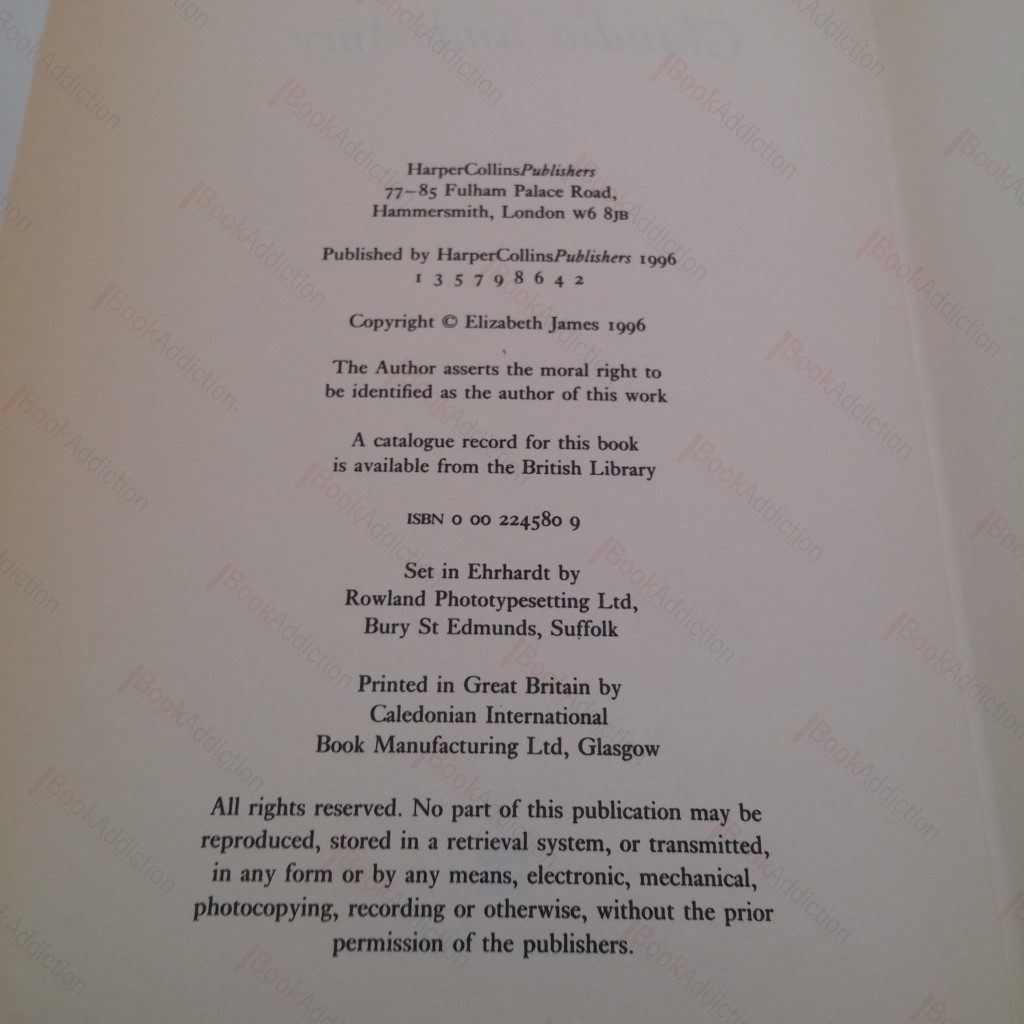 HarperCollinsPublishers
77–85 Fulham Palace Road,
Hammersmith, London W6 8JB
Published by HarperCollinsPublishers 1996
1 3 5 7 9 8 6 4 2
Copyright © Elizabeth James 1996
The Author asserts the moral right to
be identified as the author of this work
A catalogue record for this book
is available from the British Library
ISBN 0 00 224580 9
Set in Ehrhardt by
Rowland Phototypesetting Ltd,
Bury St Edmunds, Suffolk
Printed in Great Britain by
Caledonian International
Book Manufacturing Ltd, Glasgow
All rights reserved. No part of this publication may be
reproduced, stored in a retrieval system, or transmitted,
in any form or by any means, electronic, mechanical,
photocopying, recording or otherwise, without the prior
permission of the publishers.
BookAddiction